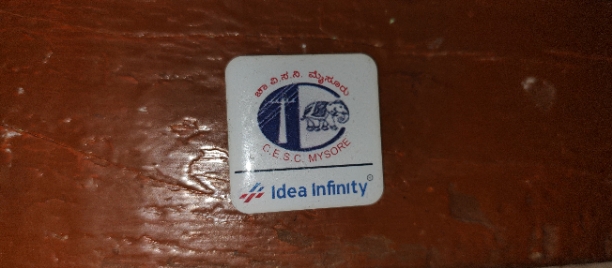 ಚಾ.ವಿ.ಸ.ನಿ. ಮೈಸೂರು
C.E.S.C. MYSORE
Idea Infinity